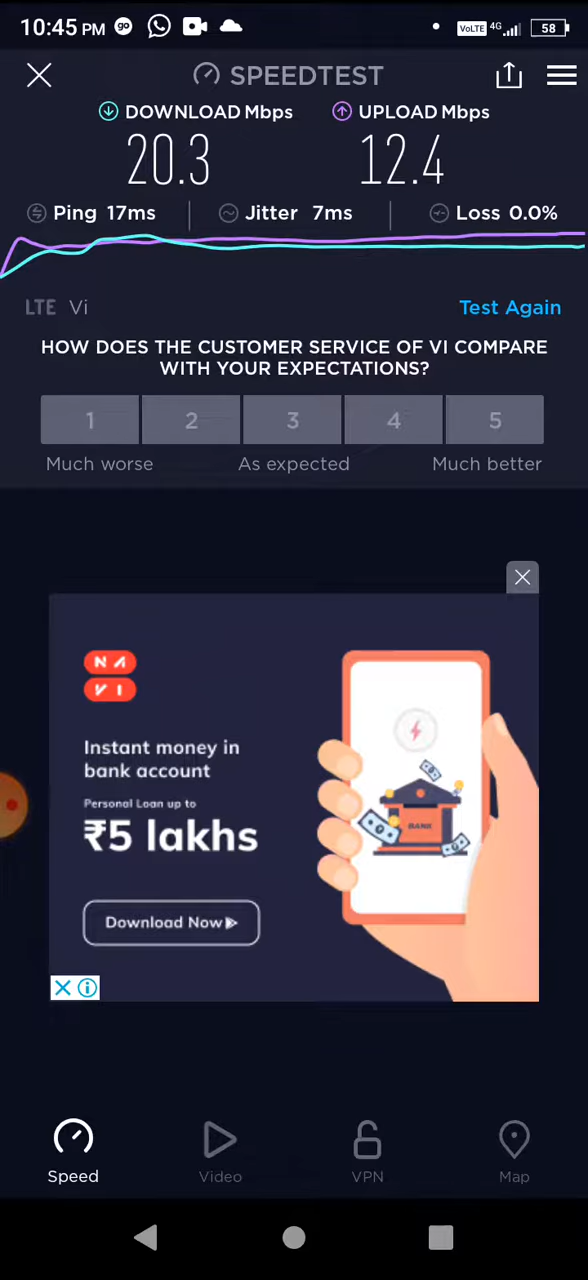 10:45 PM go VoLTE 4G 58
SPEEDTEST
DOWNLOAD Mbps UPLOAD Mbps
20.3 12.4
Ping 17ms Jitter 7ms Loss 0.0%
LTE Vi Test Again
HOW DOES THE CUSTOMER SERVICE OF VI COMPARE
WITH YOUR EXPECTATIONS?
1 2 3 4 5
Much worse As expected Much better
NAVI
Instant money in
bank account
Personal Loan up to
₹5 lakhs
BANK
Download Now
Speed Video VPN Map